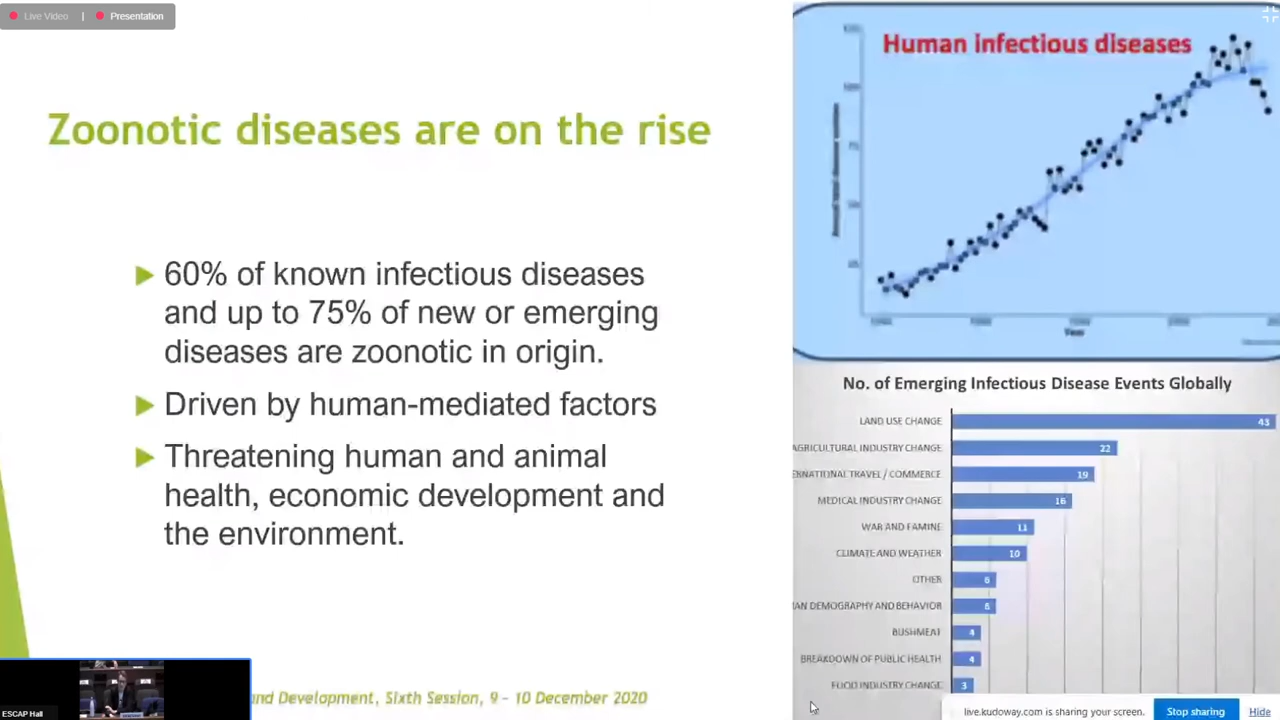 Live Video | Presentation
Zoonotic diseases are on the rise
60% of known infectious diseases
and up to 75% of new or emerging
diseases are zoonotic in origin.
Driven by human-mediated factors
Threatening human and animal
health, economic development and
the environment.
and Development, Sixth Session, 9 - 10 December 2020
ESCAP Hall
Human infectious diseases
Year
No. of Emerging Infectious Disease Events Globally
LAND USE CHANGE 43
AGRICULTURAL INDUSTRY CHANGE 22
ERNATIONAL TRAVEL / COMMERCE 19
MEDICAL INDUSTRY CHANGE 16
WAR AND FAMINE 11
CLIMATE AND WEATHER 10
OTHER 6
AN DEMOGRAPHY AND BEHAVIOR 6
BUSHMEAT 4
BREAKDOWN OF PUBLIC HEALTH 4
FOOD INDUSTRY CHANGE 3
live.kudoway.com is sharing your screen.
Stop sharing
Hide